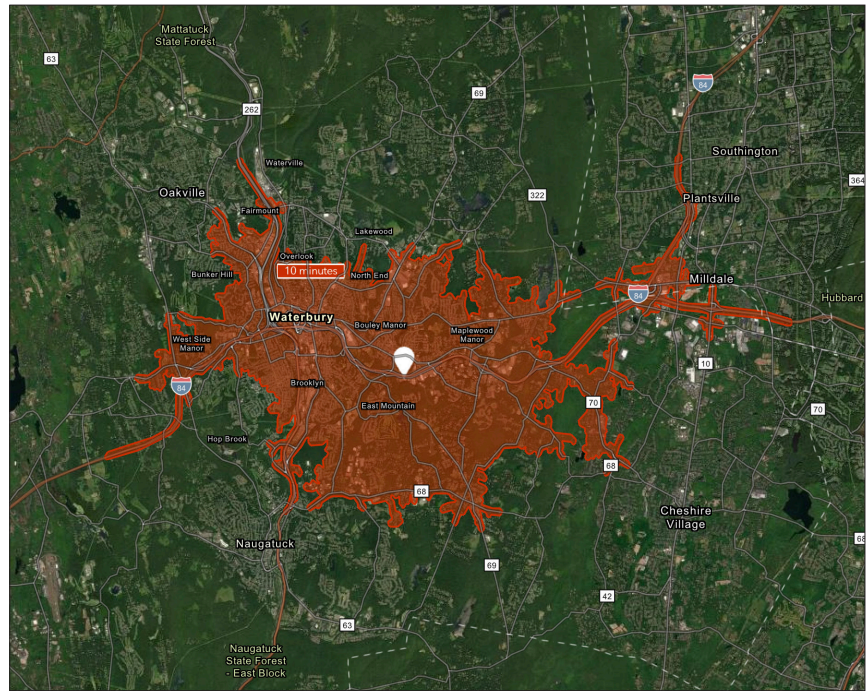 Mattatuck
State Forest
63
84
69
262
Southington
Waterville
364
Oakville
322
Plantsville
Fairmount
Lakewood
Overlook
10 minutes
Bunker Hill
North End
Milldale
84
Hubbard
Waterbury
Bouley Manor
Maplewood
Manor
West Side
Manor
10
Brooklyn
84
East Mountain
70
70
Hop Brook
68
68
Cheshire
Village
68
Naugatuck
69
42
63
Naugatuck
State Forest
- East Block